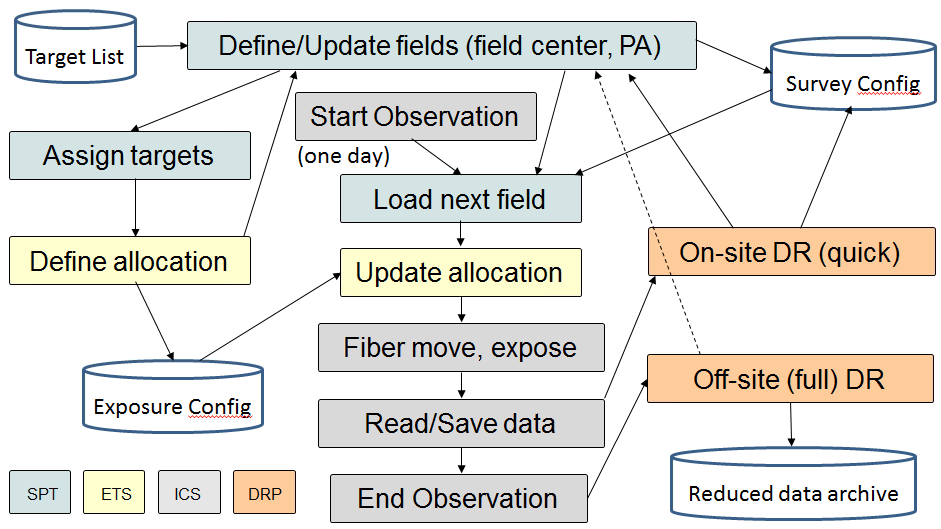 Target List
Define/Update fields (field center, PA)
Survey Config
Start Observation
(one day)
Assign targets
Load next field
Define allocation
Update allocation
On-site DR (quick)
Fiber move, expose
Exposure Config
Off-site (full) DR
Read/Save data
End Observation
Reduced data archive
SPT
ETS
ICS
DRP